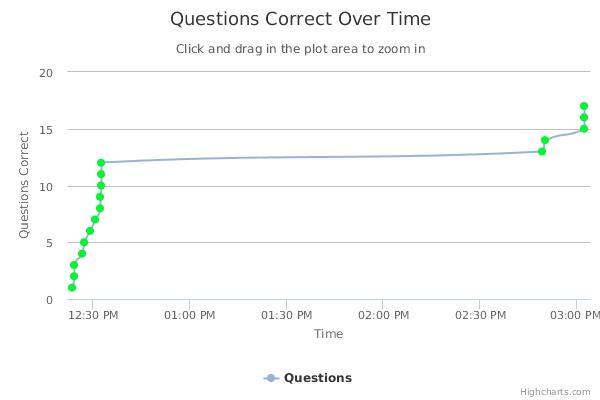 Questions Correct Over Time
Click and drag in the plot area to zoom in
Questions Correct
20
15
10
5
0
12:30 PM 01:00 PM 01:30 PM 02:00 PM 02:30 PM 03:00 PM
Time
Questions
Highcharts.com